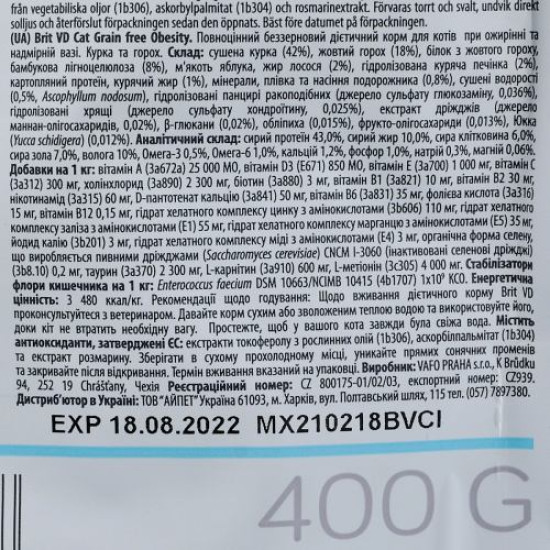 från vegetabiliska oljor (1b306), askorbylpalmitat (1b304) och rosmarinextrakt. Förvaras torrt och svalt, undvik direkt
solljus och återförslut förpackningen sedan den öppnats. Bäst före datumet på förpackningen.
(UA) Brit VD Cat Grain free Obesity. Повноцінний беззерновий дієтичний корм для котів при ожирінні та
надмірній вазі. Курка та горох. Склад: сушена курка (42%), жовтий горох (18%), білок з жовтого гороху,
бамбукова лігноцелюлоза (8%), м'якоть яблука, жир лосося (2%), гідролізована куряча печінка (2%),
картопляний протеїн, курячий жир (1%), мінерали, плівка та насіння подорожника (0,8%), сушені водорості
(0,5%, Ascophyllum nodosum), гідролізовані панцирі ракоподібних (джерело сульфату глюкозаміну, 0,036%),
гідролізовані хрящі (джерело сульфату хондроїтину, 0,025%), екстракт дріжджів (джерело
маннан-олігосахаридів, 0,02%), β-глюкани (0,02%), обліпиха (0,015%), фрукто-олігосахариди (0,013%), Юкка
(Yucca schidigera) (0,012%). Аналітичний склад: сирий протеїн 43,0%, сирий жир 10,0%, сира клітковина 6,0%,
сира зола 7,0%, волога 10%, Омега-3 0,5%, Омега-6 1,0%, кальцій 1,2%, фосфор 1,0%, натрій 0,3%, магній 0,06%.
Добавки на 1 кг: вітамін A (3a672a) 25 000 МО, вітамін D3 (E671) 850 МО, вітамін E (3a700) 1 000 мг, вітамін C
(3a312) 300 мг, холінхлорид (3a890) 2 300 мг, біотин (3a880) 3 мг, вітамін B1 (3a821) 10 мг, вітамін B2 30 мг,
нікотинамід (3a315) 60 мг, D-пантотенат кальцію (3a841) 50 мг, вітамін B6 (3a831) 35 мг, фолієва кислота (3a316)
15 мг, вітамін B12 0,15 мг, гідрат хелатного комплексу цинку з амінокислотами (3b606) 110 мг, гідрат хелатного
комплексу заліза з амінокислотами (E1) 55 мг, гідрат хелатного комплексу марганцю з амінокислотами (E5) 35 мг,
йодид калію (3b201) 3 мг, гідрат хелатного комплексу міді з амінокислотами (E4) 3 мг, органічна форма селену,
що виробляється пивними дріжджами (Saccharomyces cerevisiae) CNCM I-3060 (інактивовані селенові дріжджі)
(3b8.10) 0,2 мг, таурин (3a370) 2 300 мг, L-карнітин (3a910) 600 мг, L-метіонін (3c305) 4 000 мг. Стабілізатори
флори кишечника на 1 кг: Enterococcus faecium DSM 10663/NCIMB 10415 (4b1707) 1x10⁹ КСО. Енергетична
цінність: 3 480 ккал/кг. Рекомендації щодо годування: Щодо вживання дієтичного корму Brit VD
проконсультуйтеся з ветеринаром. Давайте корм сухим або зволоженим теплою водою та використовуйте його,
доки кіт не втратить необхідну вагу. Простежте, щоб у вашого кота завжди була свіжа вода. Містить
антиоксиданти, затверджені ЄС: екстракти токоферолу з рослинних олій (1b306), аскорбілпальмітат (1b304)
та екстракт розмарину. Зберігати в сухому прохолодному місці, уникайте прямих сонячних променів
та закривайте після відкривання. Термін вживання вказаний на упаковці. Виробник: VAFO PRAHA s.r.o., K Brůdku
94, 252 19 Chrášťany, Чехія Реєстраційний номер: CZ 800175-01/02/03, експортний номер: CZ939.
Дистриб'ютор в Україні: ТОВ "АЙПЕТ" Україна 61093, м. Харків, вул. Полтавський шлях, 115 тел. (057) 7897380.
EXP 18.08.2022 MX210218BVCI
400 G